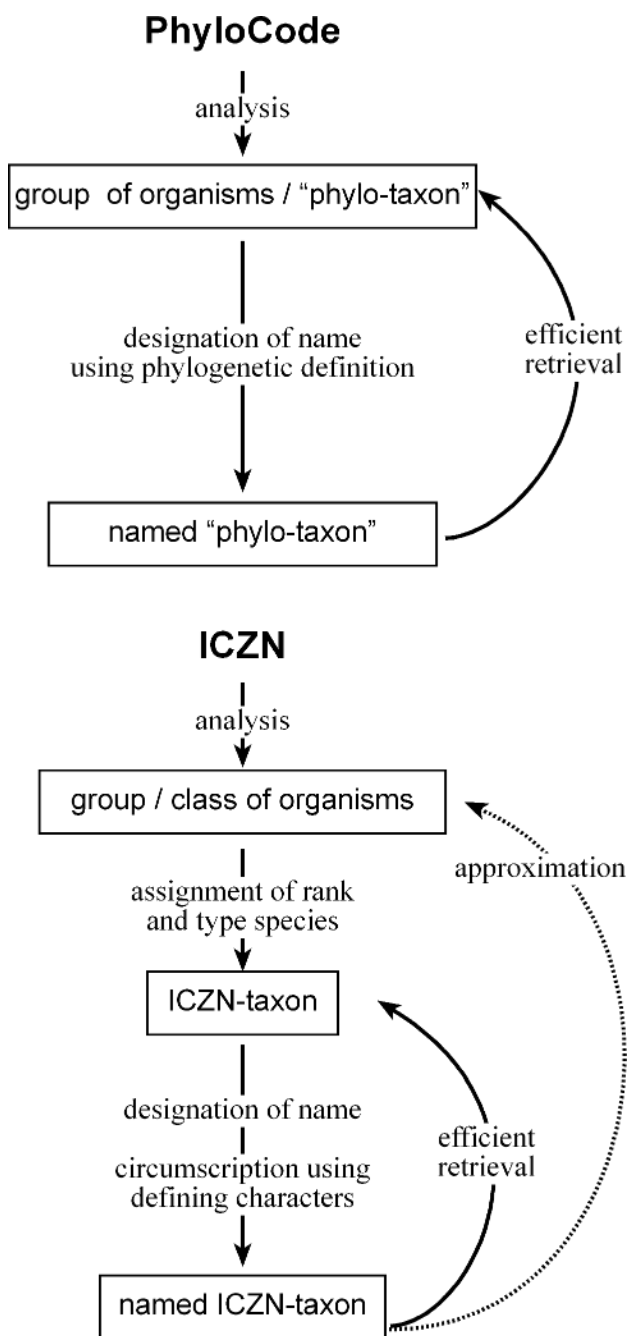 PhyloCode
analysis
group of organisms / “phylo-taxon”
designation of name
using phylogenetic definition
efficient
retrieval
named “phylo-taxon”
ICZN
analysis
group / class of organisms
approximation
assignment of rank
and type species
ICZN-taxon
designation of name
efficient
retrieval
circumscription using
defining characters
named ICZN-taxon